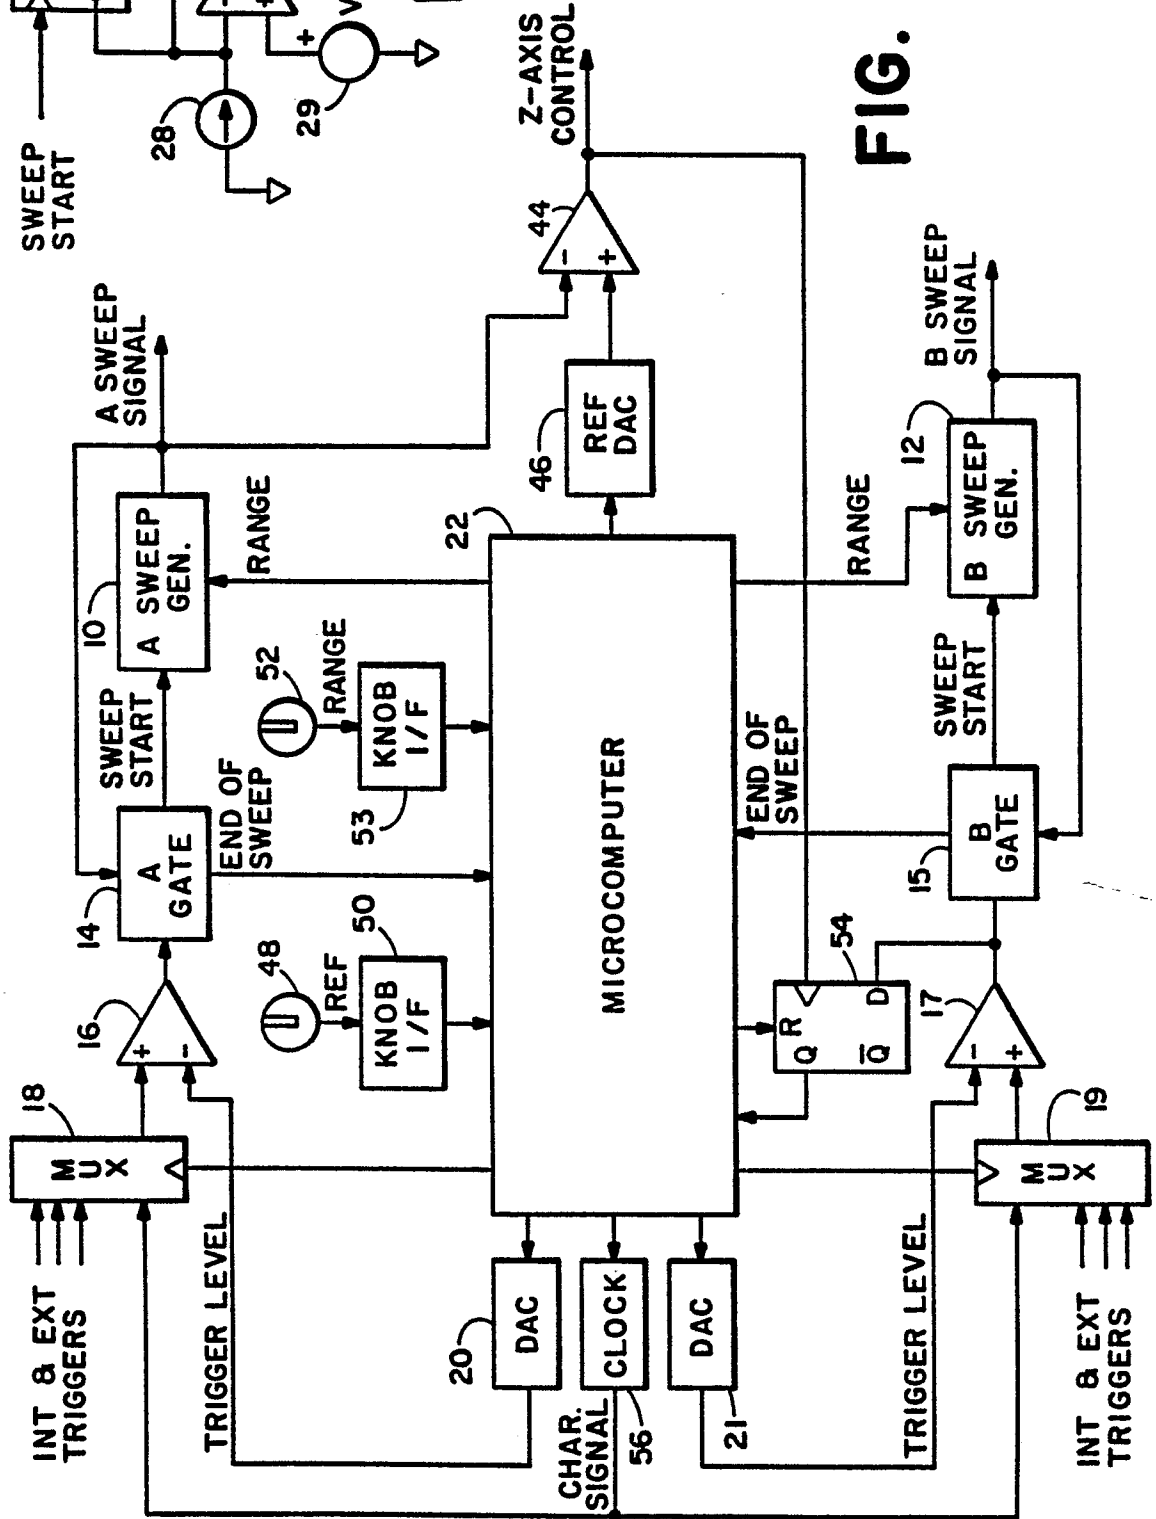 SWEEP
START
28
29
+
+
V
-
Z-AXIS
CONTROL
FIG.
INT & EXT
TRIGGERS
18
MUX
16
+
-
14
A
GATE
SWEEP
START
10
A SWEEP
GEN.
A SWEEP
SIGNAL
TRIGGER LEVEL
48
REF
50
KNOB
I/F
END OF
SWEEP
52
RANGE
53
KNOB
I/F
RANGE
22
MICROCOMPUTER
46
REF
DAC
44
-
+
20
DAC
CHAR.
SIGNAL
56
CLOCK
21
DAC
R
Q
Q̅
D
54
END OF
SWEEP
RANGE
TRIGGER LEVEL
17
-
+
15
B
GATE
SWEEP
START
12
B SWEEP
GEN.
B SWEEP
SIGNAL
19
MUX
INT & EXT
TRIGGERS